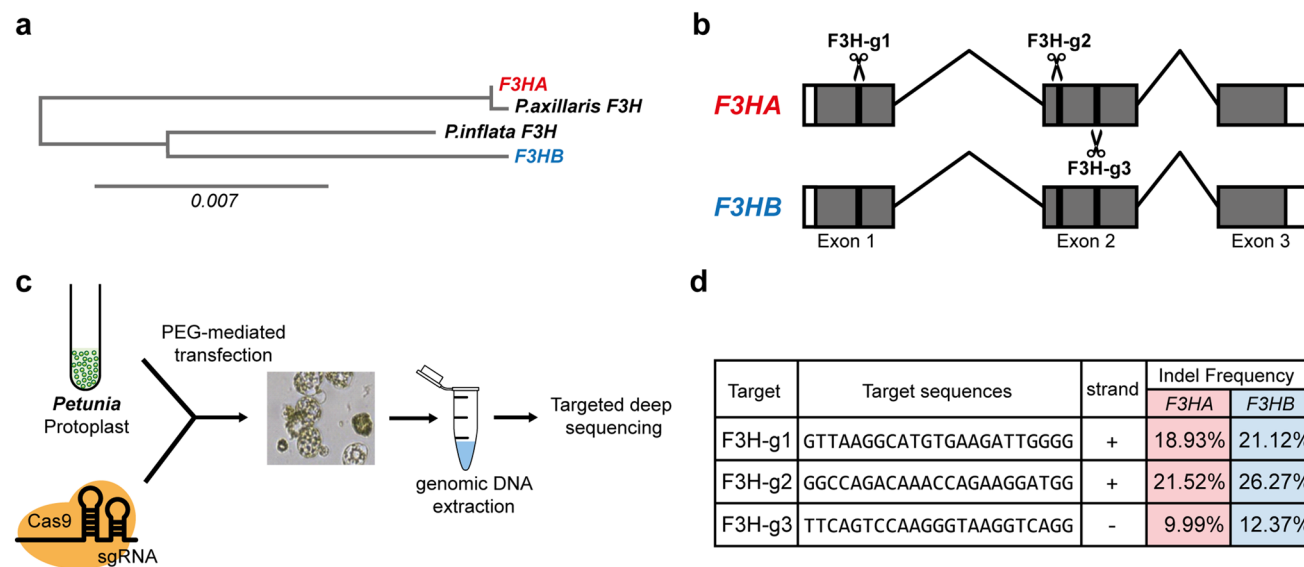 a
F3HA
P.axillaris F3H
P.inflata F3H
F3HB
0.007
b
F3H-g1
F3H-g2
F3HA
F3H-g3
F3HB
Exon 1
Exon 2
Exon 3
c
PEG-mediated
transfection
Petunia
Protoplast
Cas9
sgRNA
genomic DNA
extraction
Targeted deep
sequencing
d
Target Target sequences strand Indel Frequency
F3HA F3HB
F3H-g1 GTTAAGGCATGTGAAGATTGGGG + 18.93% 21.12%
F3H-g2 GGCCAGACAAACCAGAAGGATGG + 21.52% 26.27%
F3H-g3 TTCAGTCCAAGGGTAAGGTCAGG - 9.99% 12.37%